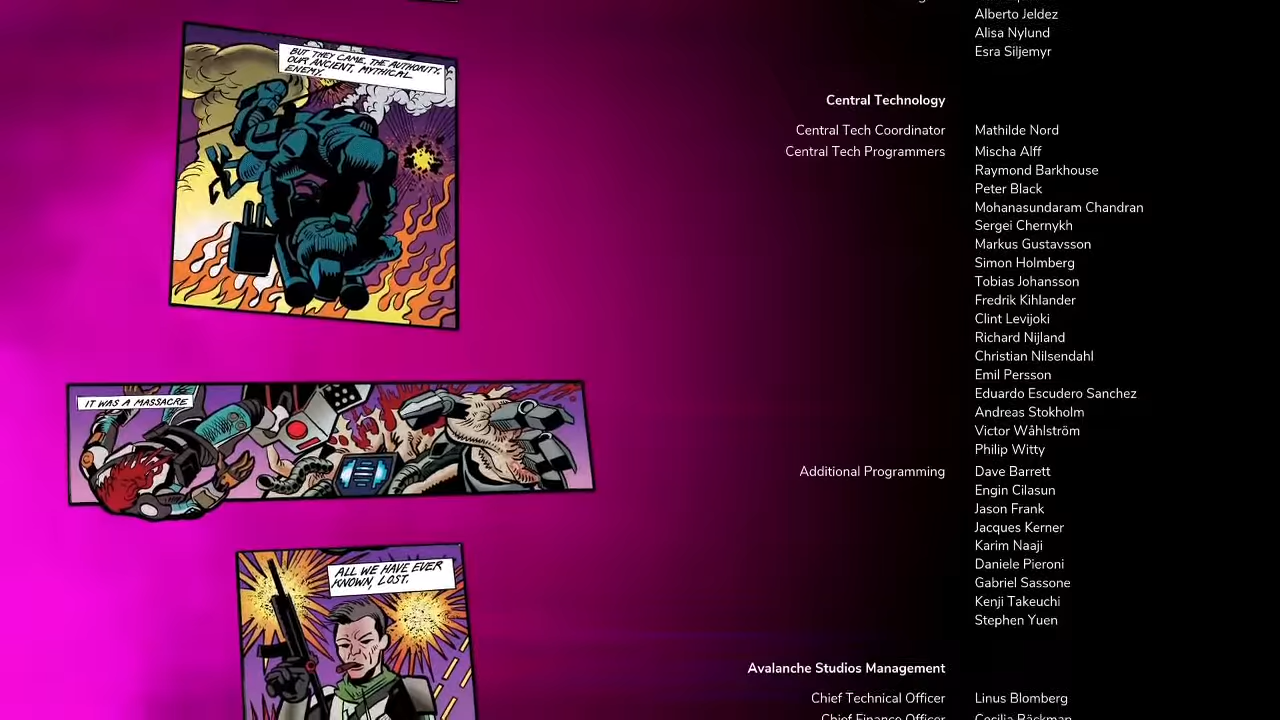 BUT THEY CAME, THE AUTHORITY,
OUR ANCIENT, MYTHICAL
ENEMY.
IT WAS A MASSACRE
ALL WE HAVE EVER
KNOWN, LOST.
Alberto Jeldez
Alisa Nylund
Esra Siljemyr
Central Technology
Central Tech Coordinator Mathilde Nord
Central Tech Programmers Mischa Alff
Raymond Barkhouse
Peter Black
Mohanasundaram Chandran
Sergei Chernykh
Markus Gustavsson
Simon Holmberg
Tobias Johansson
Fredrik Kihlander
Clint Levijoki
Richard Nijland
Christian Nilsendahl
Emil Persson
Eduardo Escudero Sanchez
Andreas Stokholm
Victor Wåhlström
Philip Witty
Additional Programming Dave Barrett
Engin Cilasun
Jason Frank
Jacques Kerner
Karim Naaji
Daniele Pieroni
Gabriel Sassone
Kenji Takeuchi
Stephen Yuen
Avalanche Studios Management
Chief Technical Officer Linus Blomberg
Chief Finance Officer Cecilia Bäckman